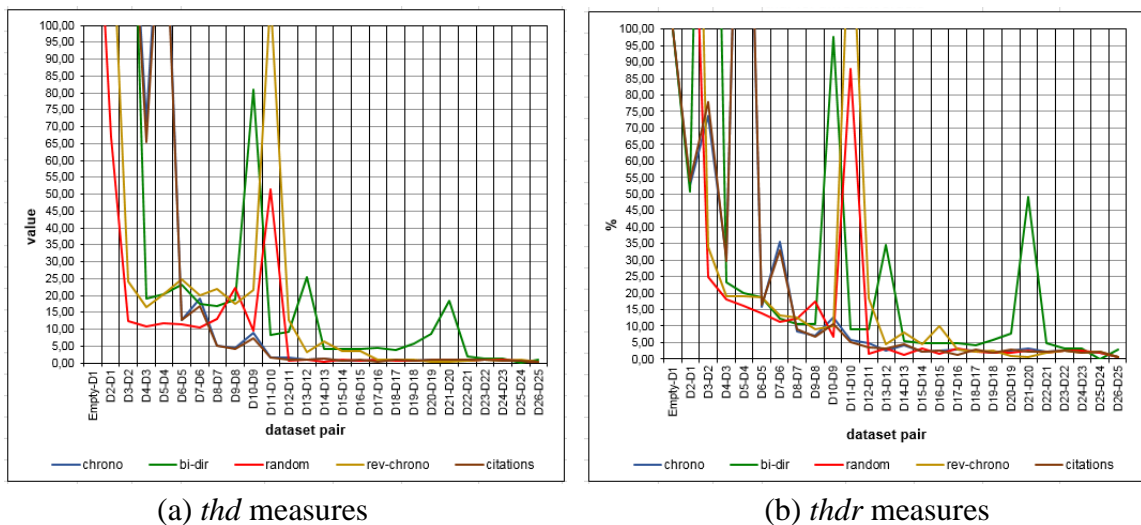 100,00
95,00
90,00
85,00
80,00
75,00
70,00
65,00
60,00
55,00
50,00
45,00
40,00
35,00
30,00
25,00
20,00
15,00
10,00
5,00
0,00
value
Empty-D1
D2-D1
D3-D2
D4-D3
D5-D4
D6-D5
D7-D6
D8-D7
D9-D8
D10-D9
D11-D10
D12-D11
D13-D12
D14-D13
D15-D14
D16-D15
D17-D16
D18-D17
D19-D18
D20-D19
D21-D20
D22-D21
D23-D22
D24-D23
D25-D24
D26-D25
dataset pair
chrono bi-dir random rev-chrono citations
(a) thd measures
100,00
95,00
90,00
85,00
80,00
75,00
70,00
65,00
60,00
55,00
50,00
45,00
40,00
35,00
30,00
25,00
20,00
15,00
10,00
5,00
0,00
%
Empty-D1
D2-D1
D3-D2
D4-D3
D5-D4
D6-D5
D7-D6
D8-D7
D9-D8
D10-D9
D11-D10
D12-D11
D13-D12
D14-D13
D15-D14
D16-D15
D17-D16
D18-D17
D19-D18
D20-D19
D21-D20
D22-D21
D23-D22
D24-D23
D25-D24
D26-D25
dataset pair
chrono bi-dir random rev-chrono citations
(b) thdr measures